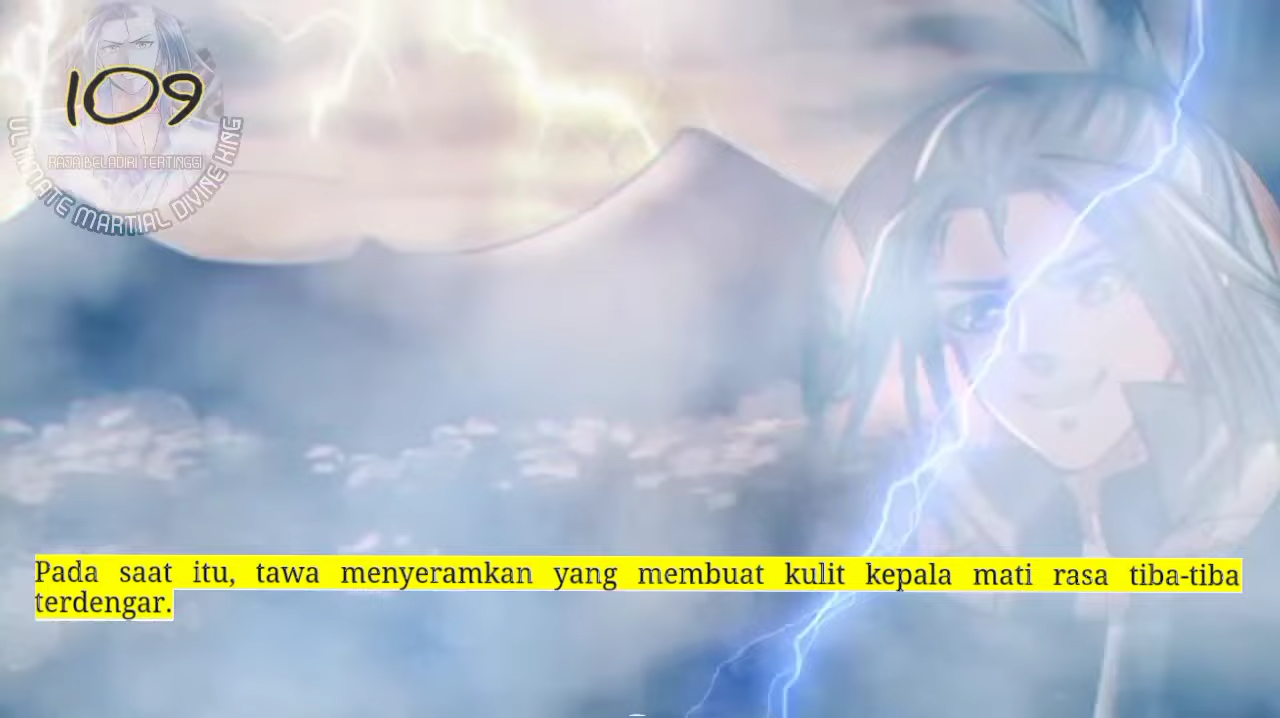 109
RAJA BELADIRI TERTINGGI
ULTIMATE MARTIAL DIVINE KING
Pada saat itu, tawa menyeramkan yang membuat kulit kepala mati rasa tiba-tiba
terdengar.